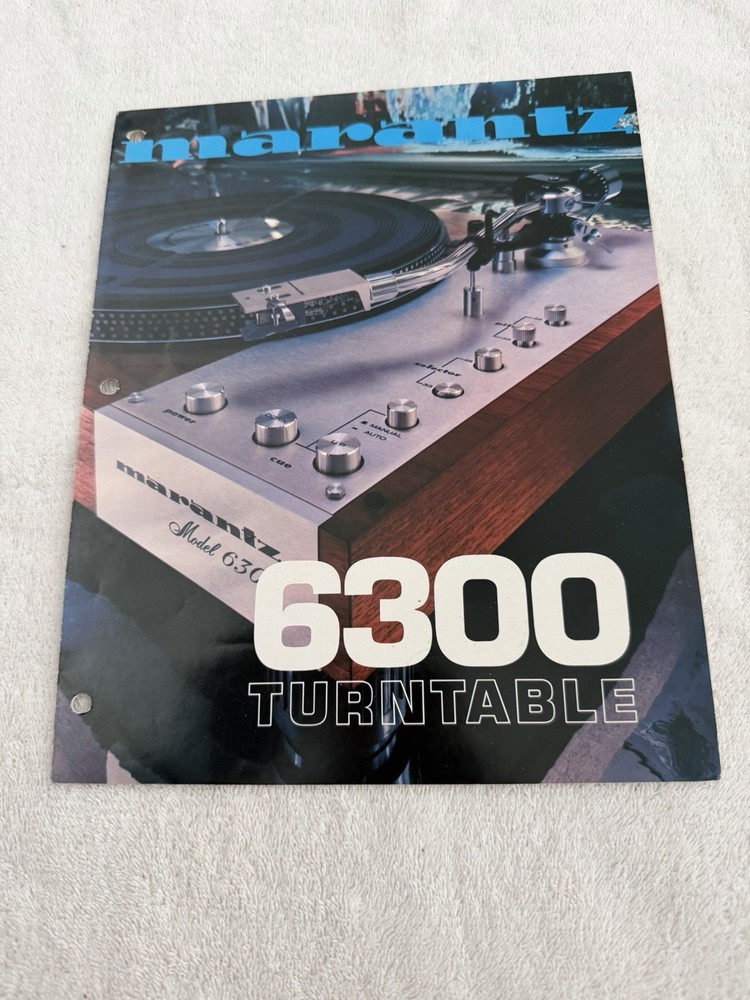 marantz
selector
power
MANUAL
AUTO
cue
marantz
Model 630
6300
TURNTABLE